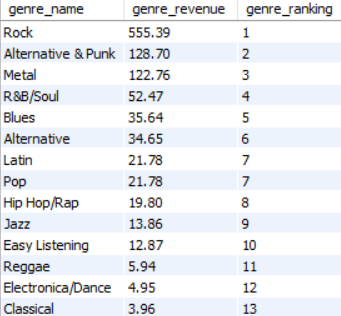 genre_name genre_revenue genre_ranking
Rock 555.39 1
Alternative & Punk 128.70 2
Metal 122.76 3
R&B/Soul 52.47 4
Blues 35.64 5
Alternative 34.65 6
Latin 21.78 7
Pop 21.78 7
Hip Hop/Rap 19.80 8
Jazz 13.86 9
Easy Listening 12.87 10
Reggae 5.94 11
Electronica/Dance 4.95 12
Classical 3.96 13